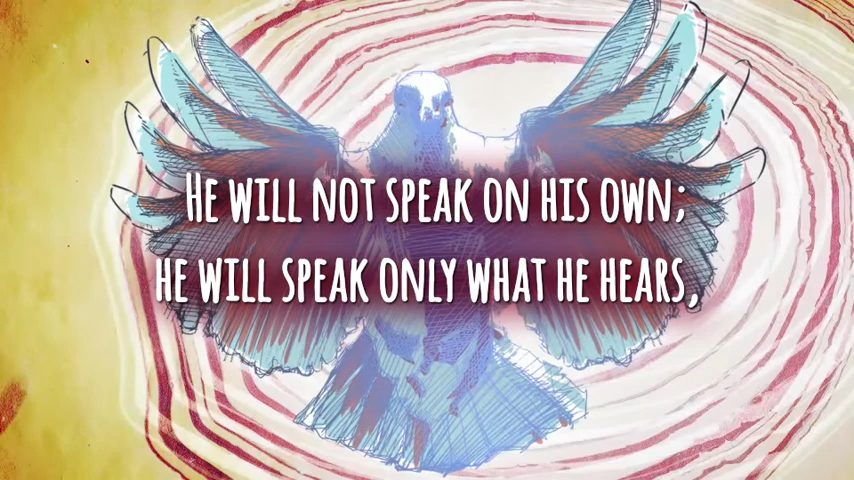 He will not speak on his own;
he will speak only what he hears,